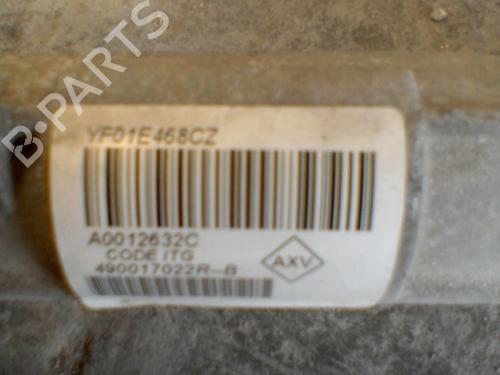 B-PARTS
YF01E468CZ
A0012632C
CODE ITG
490017022R-B
AXV